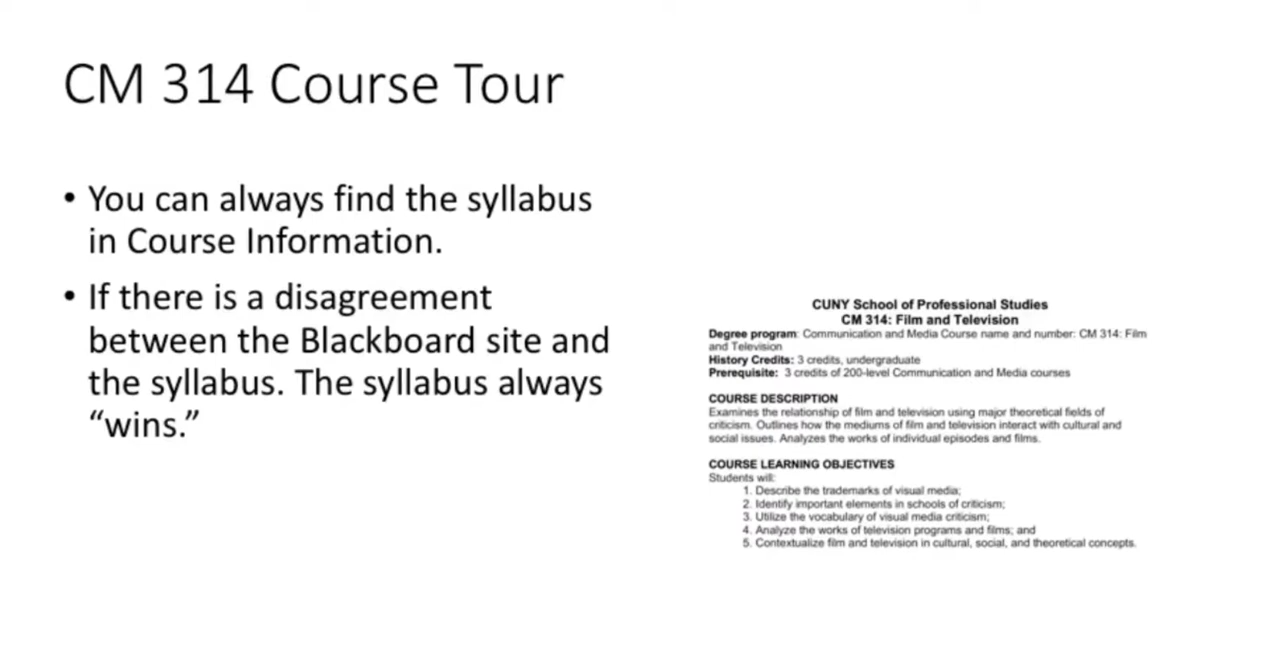 CM 314 Course Tour
• You can always find the syllabus
in Course Information.
• If there is a disagreement
between the Blackboard site and
the syllabus. The syllabus always
“wins.”
CUNY School of Professional Studies
CM 314: Film and Television
Degree program: Communication and Media Course name and number: CM 314: Film
and Television
History Credits: 3 credits, undergraduate
Prerequisite: 3 credits of 200-level Communication and Media courses
COURSE DESCRIPTION
Examines the relationship of film and television using major theoretical fields of
criticism. Outlines how the mediums of film and television interact with cultural and
social issues. Analyzes the works of individual episodes and films.
COURSE LEARNING OBJECTIVES
Students will:
1. Describe the trademarks of visual media;
2. Identify important elements in schools of criticism;
3. Utilize the vocabulary of visual media criticism;
4. Analyze the works of television programs and films; and
5. Contextualize film and television in cultural, social, and theoretical concepts.